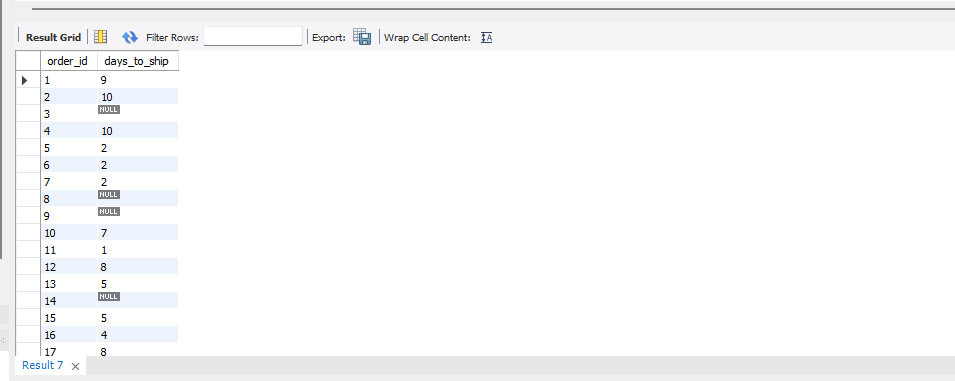 Result Grid Filter Rows: Export: Wrap Cell Content:
order_id days_to_ship
1 9
2 10
3 NULL
4 10
5 2
6 2
7 2
8 NULL
9 NULL
10 7
11 1
12 8
13 5
14 NULL
15 5
16 4
17 8
Result 7